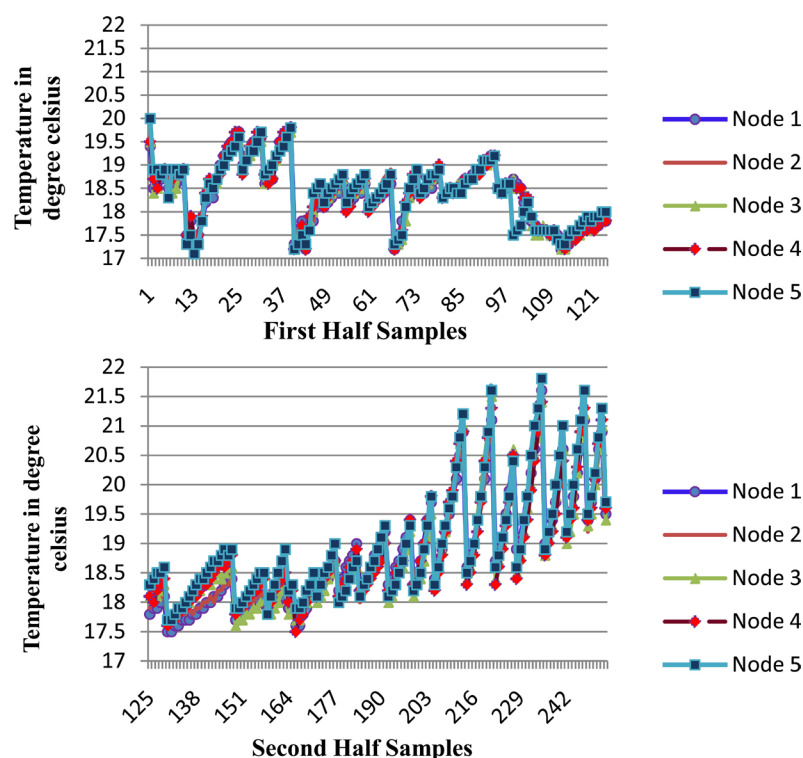 Temperature in
degree celsius
22
21.5
21
20.5
20
19.5
19
18.5
18
17.5
17
1
13
25
37
49
61
73
85
97
109
121
First Half Samples
Node 1
Node 2
Node 3
Node 4
Node 5
Temperature in degree
celsius
22
21.5
21
20.5
20
19.5
19
18.5
18
17.5
17
125
138
151
164
177
190
203
216
229
242
Second Half Samples
Node 1
Node 2
Node 3
Node 4
Node 5